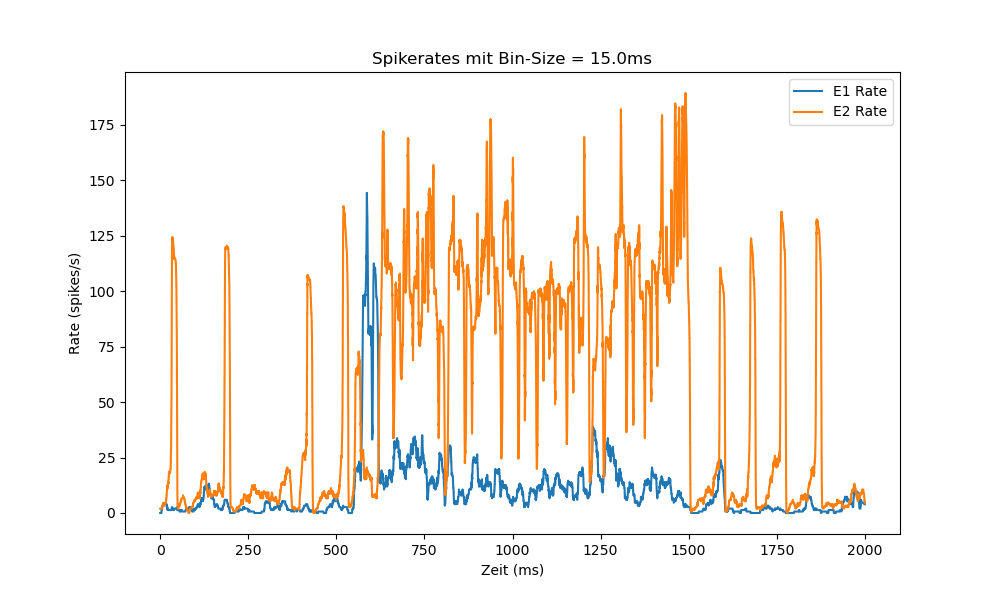 Spikerates mit Bin-Size = 15.0ms
E1 Rate
E2 Rate
Rate (spikes/s)
175
150
125
100
75
50
25
0
0 250 500 750 1000 1250 1500 1750 2000
Zeit (ms)